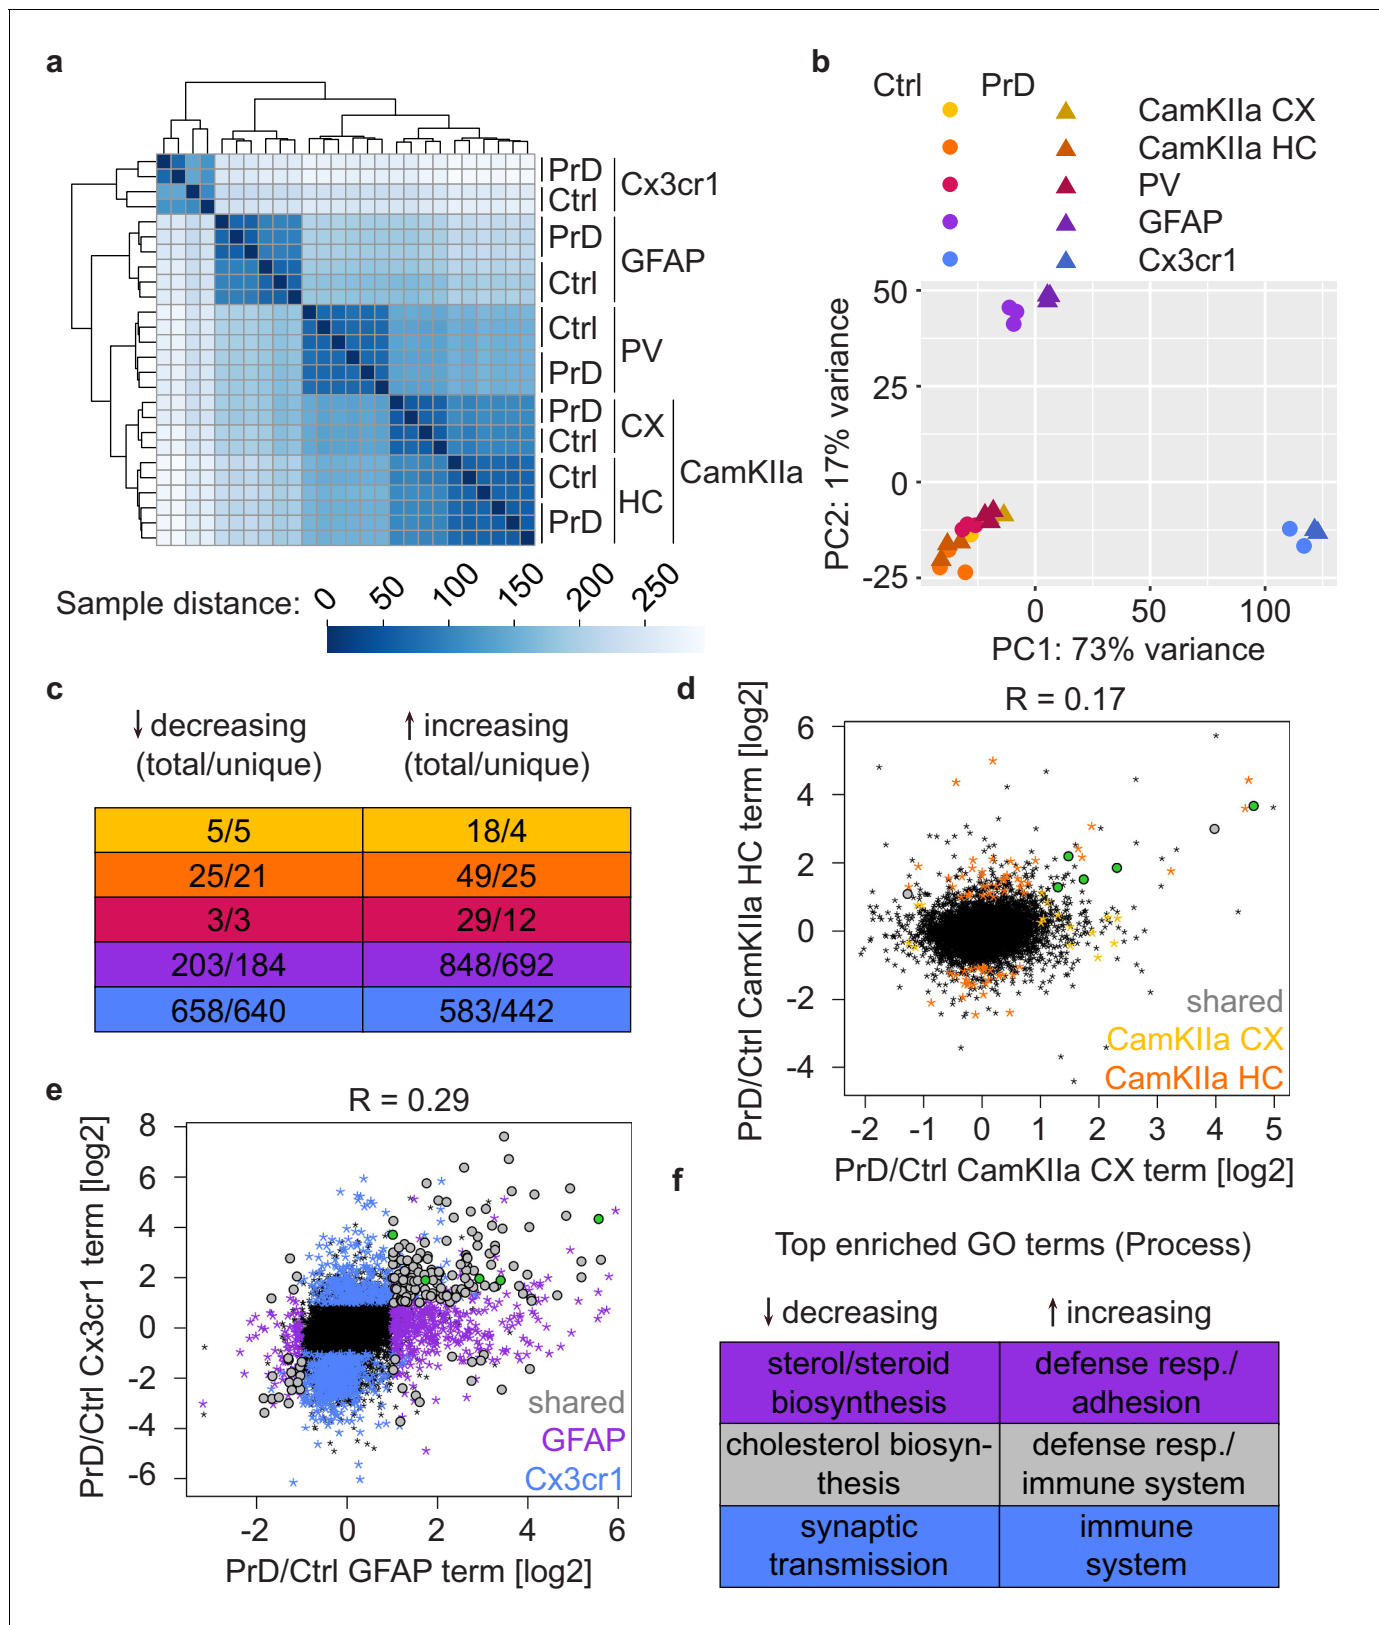 a
PrD
Ctrl
Cx3cr1
PrD
Ctrl
GFAP
Ctrl
PrD
PV
PrD
Ctrl
CX
Ctrl
PrD
HC
CamKIIa
Sample distance:
0
50
100
150
200
250
b
Ctrl
PrD
CamKIIa CX
CamKIIa HC
PV
GFAP
Cx3cr1
PC2: 17% variance
50
25
0
-25
0
50
100
PC1: 73% variance
c
↓ decreasing
(total/unique)
↑ increasing
(total/unique)
5/5
18/4
25/21
49/25
3/3
29/12
203/184
848/692
658/640
583/442
d
R = 0.17
PrD/Ctrl CamKIIa HC term [log2]
6
4
2
0
-2
-4
shared
CamKIIa CX
CamKIIa HC
-2 -1 0 1 2 3 4 5
PrD/Ctrl CamKIIa CX term [log2]
e
R = 0.29
PrD/Ctrl Cx3cr1 term [log2]
8
6
4
2
0
-2
-4
-6
shared
GFAP
Cx3cr1
-2 0 2 4 6
PrD/Ctrl GFAP term [log2]
f
Top enriched GO terms (Process)
↓ decreasing
↑ increasing
sterol/steroid
biosynthesis
defense resp./
adhesion
cholesterol biosyn-
thesis
defense resp./
immune system
synaptic
transmission
immune
system